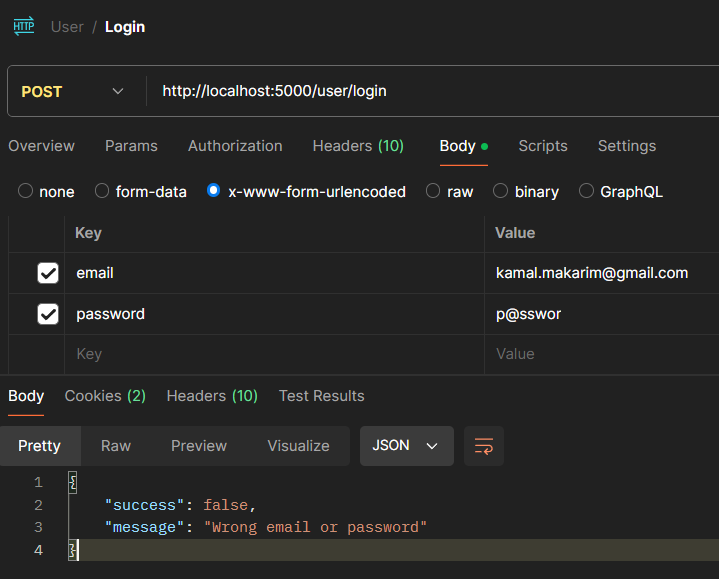 HTTP User / Login
POST http://localhost:5000/user/login
Overview Params Authorization Headers (10) Body Scripts Settings
none form-data x-www-form-urlencoded raw binary GraphQL
Key Value
email kamal.makarim@gmail.com
password p@sswor
Key Value
Body Cookies (2) Headers (10) Test Results
Pretty Raw Preview Visualize JSON
1 {
2 "success": false,
3 "message": "Wrong email or password"
4 }